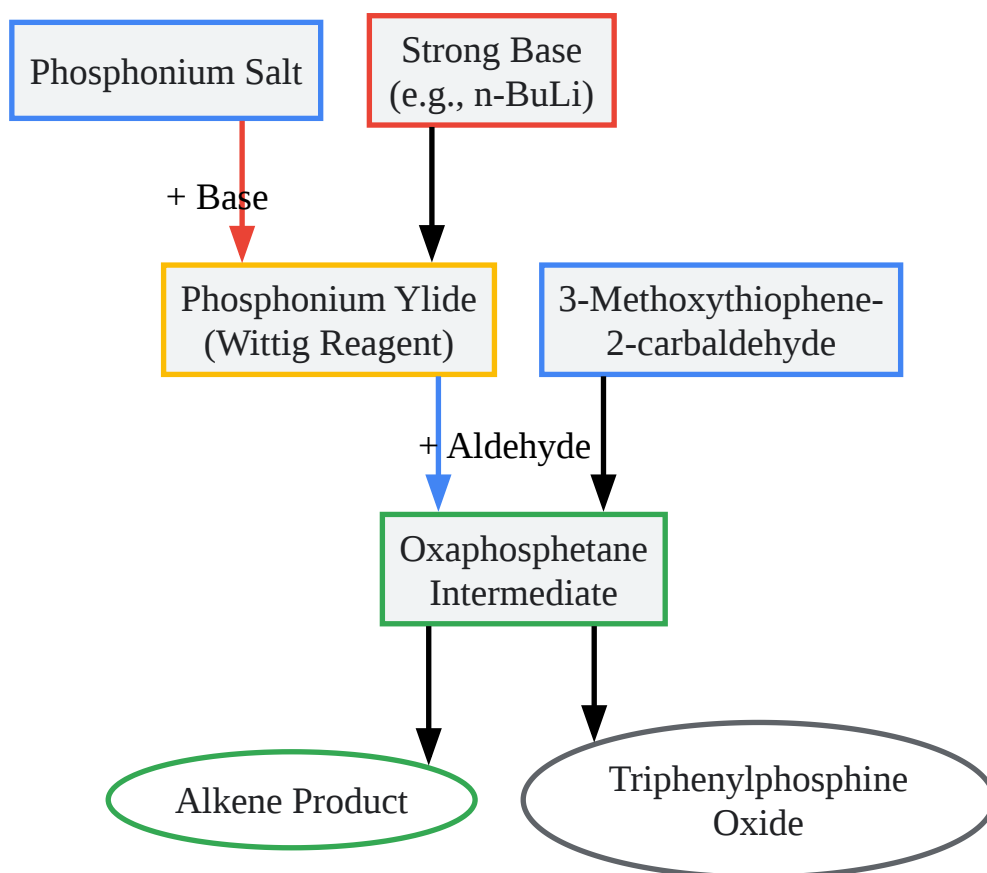 Phosphonium Salt
Strong Base
(e.g., n-BuLi)
+ Base
Phosphonium Ylide
(Wittig Reagent)
3-Methoxythiophene-
2-carbaldehyde
+ Aldehyde
Oxaphosphetane
Intermediate
Alkene Product
Triphenylphosphine
Oxide